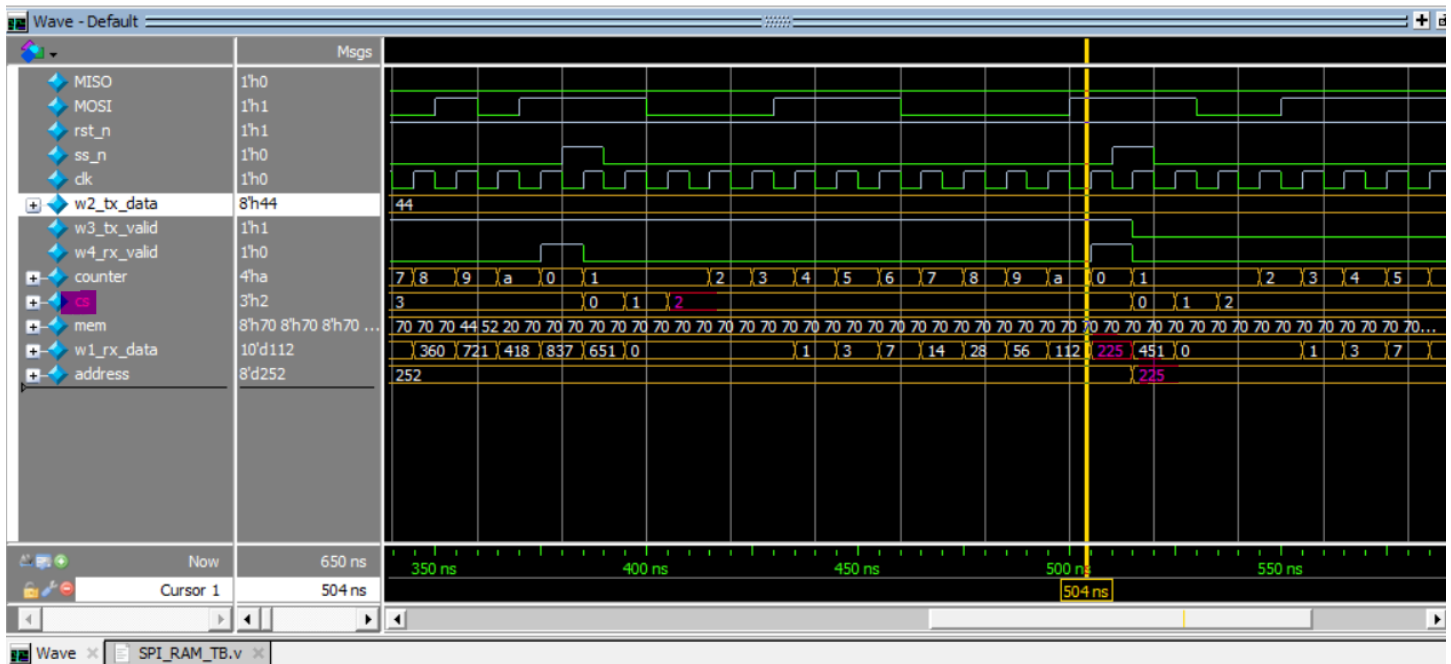 Wave - Default
Msgs
MISO 1'h0
MOSI 1'h1
rst_n 1'h1
ss_n 1'h0
clk 1'h0
w2_tx_data 8'h44 44
w3_tx_valid 1'h1
w4_rx_valid 1'h0
counter 4'ha 7 8 9 a 0 1 2 3 4 5 6 7 8 9 a 0 1 2 3 4 5
cs 3'h2 3 0 1 2 0 1 2
mem 8'h70 8'h70 8'h70 ... 70 70 70 44 52 20 70 70 70 70 70 70 70 70 70 70 70 70 70 70 70 70 70 70 70 70 70 70 70 70 70 70 70 70 70 70 70 70 70 70 70 70 70 70 70 70 70...
w1_rx_data 10'd112 360 721 418 837 651 0 1 3 7 14 28 56 112 225 451 0 1 3 7
address 8'd252 252 225
Now 650 ns 350 ns 400 ns 450 ns 500 ns 550 ns
Cursor 1 504 ns 504 ns
Wave SPI_RAM_TB.v